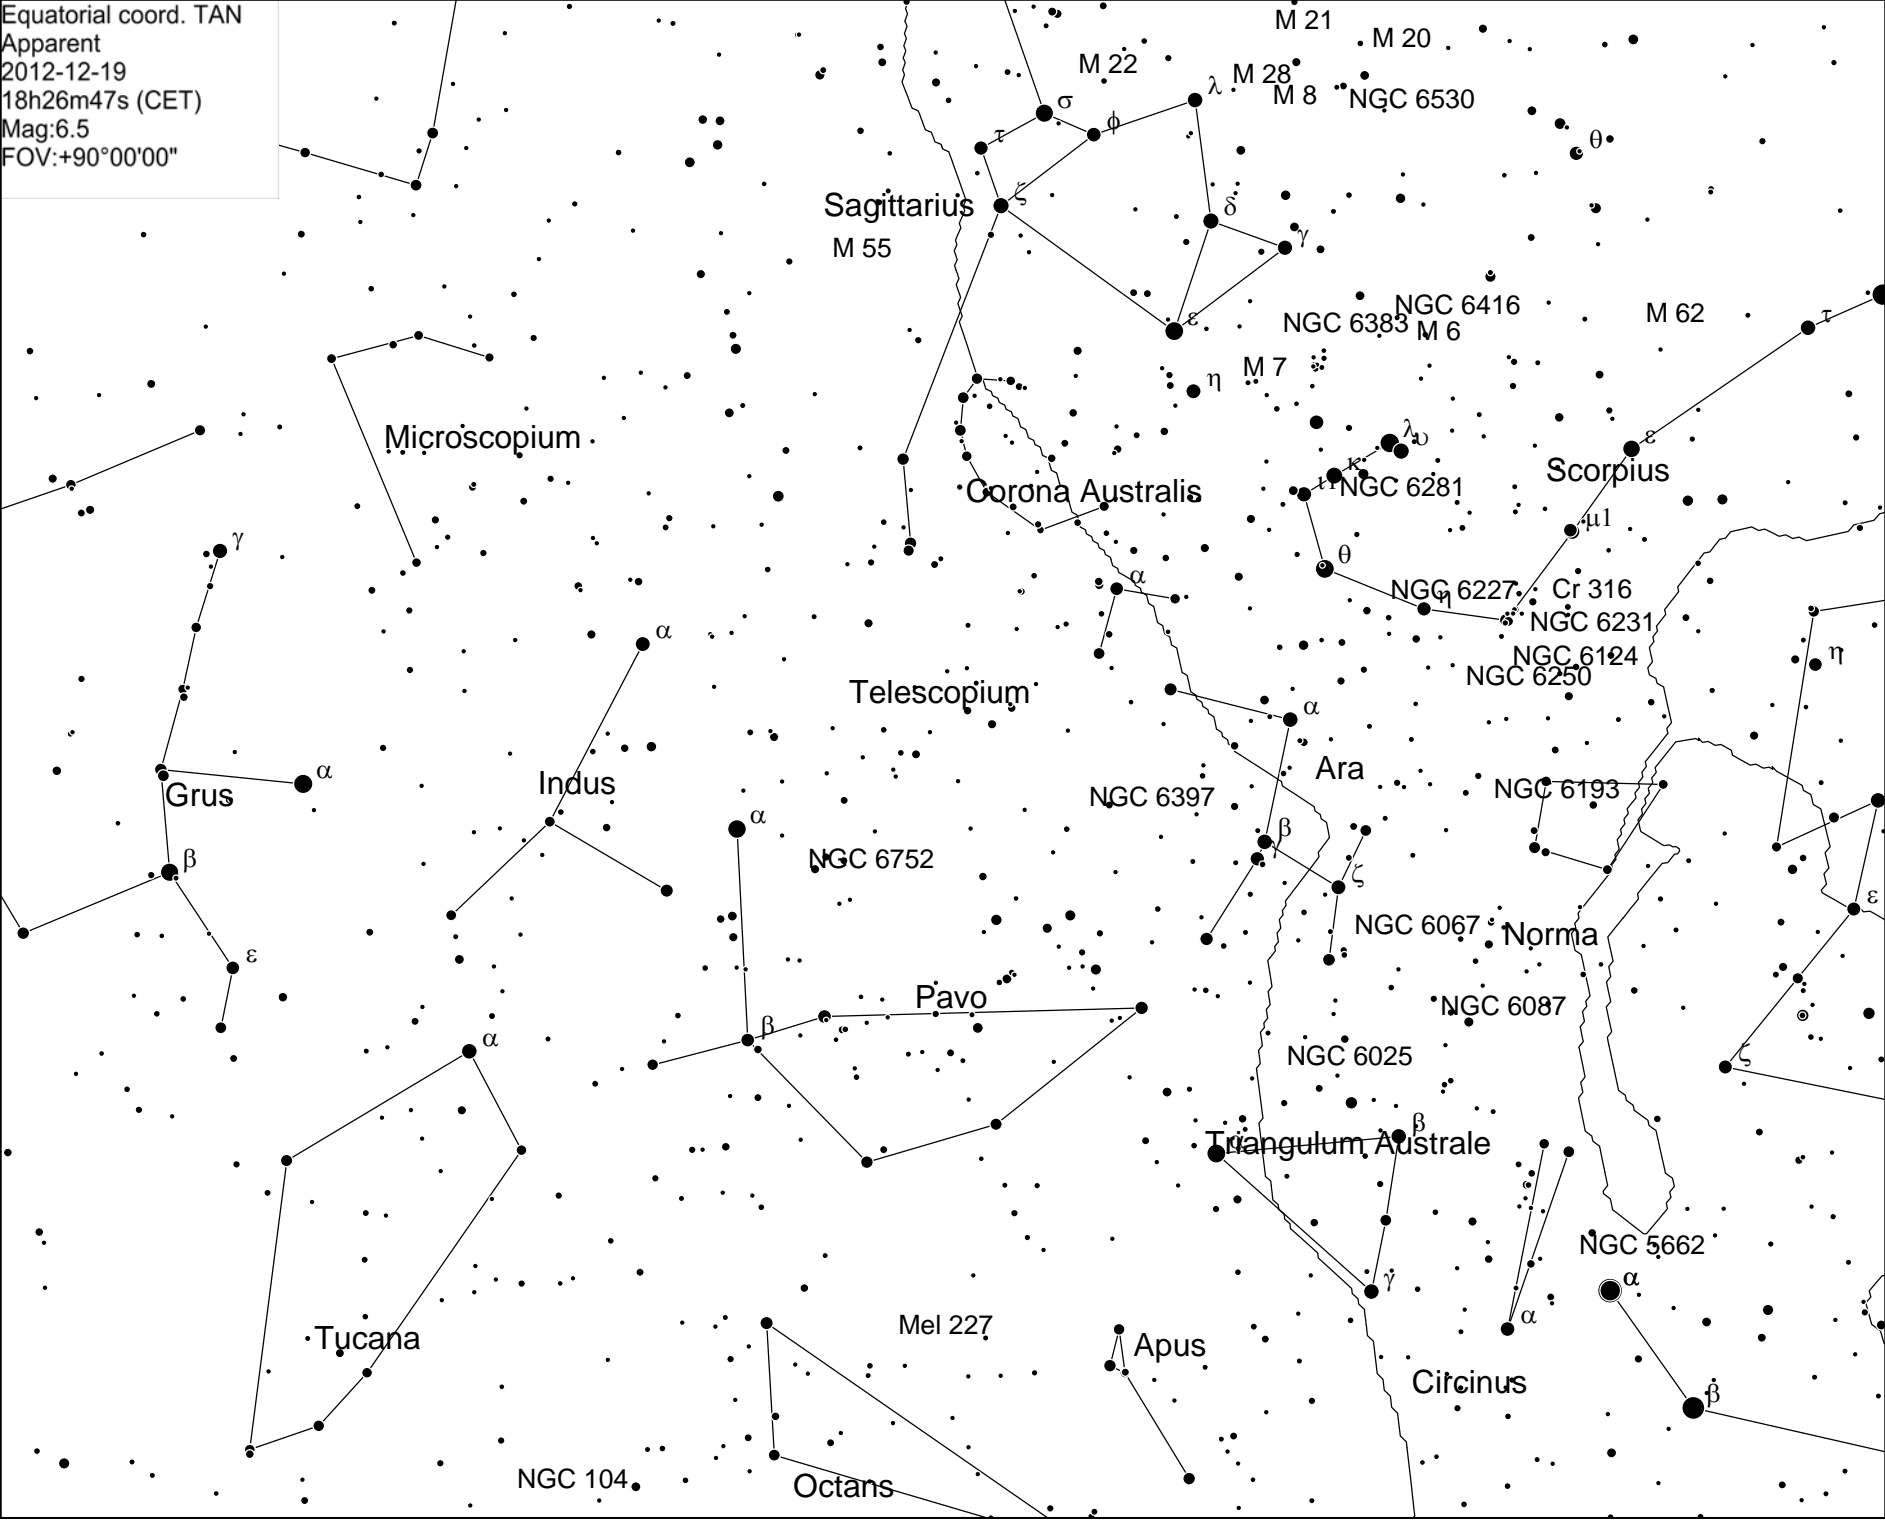 Equatorial coord. TAN
Apparent
2012-12-19
18h26m47s (CET)
Mag:6.5
FOV:+90°00'00"
M 21
M 20
M 22
M 28
λ
M 8
NGC 6530
σ
ϕ
τ
θ
ζ
Sagittarius
δ
M 55
γ
NGC 6416
ε
NGC 6383
M 6
M 62
τ
M 7
η
Microscopium
λ
υ
ε
κ
Scorpius
ι1
NGC 6281
Corona Australis
μ1
γ
θ
α
NGC 6227
η
Cr 316
NGC 6231
α
NGC 6124
η
NGC 6250
Telescopium
α
Ara
α
Indus
Grus
NGC 6397
NGC 6193
α
β
β
NGC 6752
ζ
ε
NGC 6067
Norma
ε
Pavo
NGC 6087
β
α
NGC 6025
ζ
β
α
Triangulum Australe
NGC 5662
γ
α
α
Mel 227
Tucana
Apus
Circinus
β
NGC 104
Octans